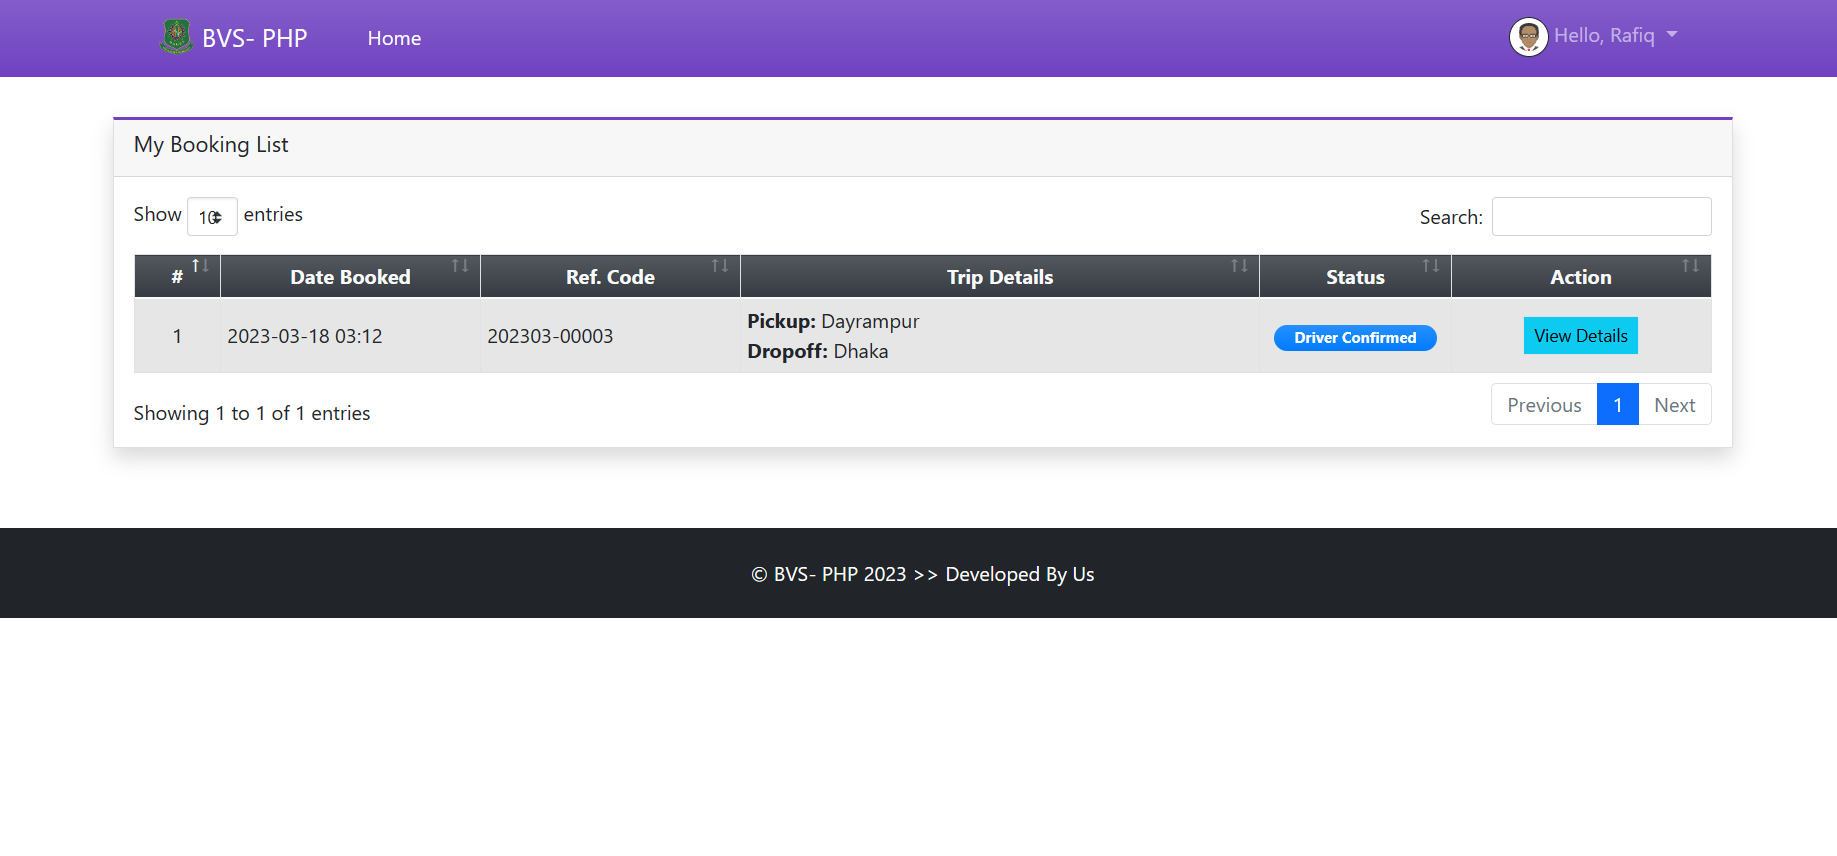 BVS- PHP Home Hello, Rafiq
My Booking List
Show 10 entries Search:
# Date Booked Ref. Code Trip Details Status Action
1 2023-03-18 03:12 202303-00003 Pickup: Dayrampur Driver Confirmed View Details
Dropoff: Dhaka
Showing 1 to 1 of 1 entries Previous 1 Next
© BVS- PHP 2023 >> Developed By Us